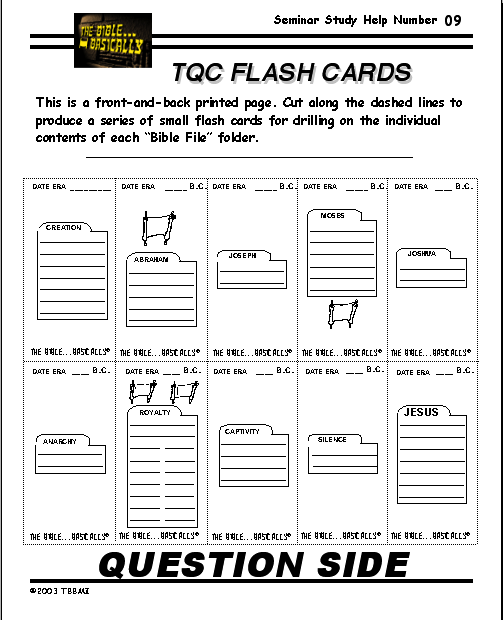 Seminar Study Help Number 09
THE BIBLE...
BASICALLY
TQC FLASH CARDS
This is a front-and-back printed page. Cut along the dashed lines to
produce a series of small flash cards for drilling on the individual
contents of each “Bible File” folder.
DATE ERA ________
DATE ERA ____ B.C.
DATE ERA ____ B.C.
DATE ERA ____ B.C.
DATE ERA ____ B.C.
CREATION
ABRAHAM
JOSEPH
MOSES
JOSHUA
THE BIBLE...BASICALLY®
THE BIBLE...BASICALLY®
THE BIBLE...BASICALLY®
THE BIBLE...BASICALLY®
THE BIBLE...BASICALLY®
DATE ERA ___ B.C.
DATE ERA ___ B.C.
DATE ERA ___ B.C.
DATE ERA ___ B.C.
DATE ERA ___ B.C.
ANARCHY
ROYALTY
CAPTIVITY
SILENCE
JESUS
THE BIBLE...BASICALLY®
THE BIBLE...BASICALLY®
THE BIBLE...BASICALLY®
THE BIBLE...BASICALLY®
THE BIBLE...BASICALLY®
QUESTION SIDE
©2003 TBBMI